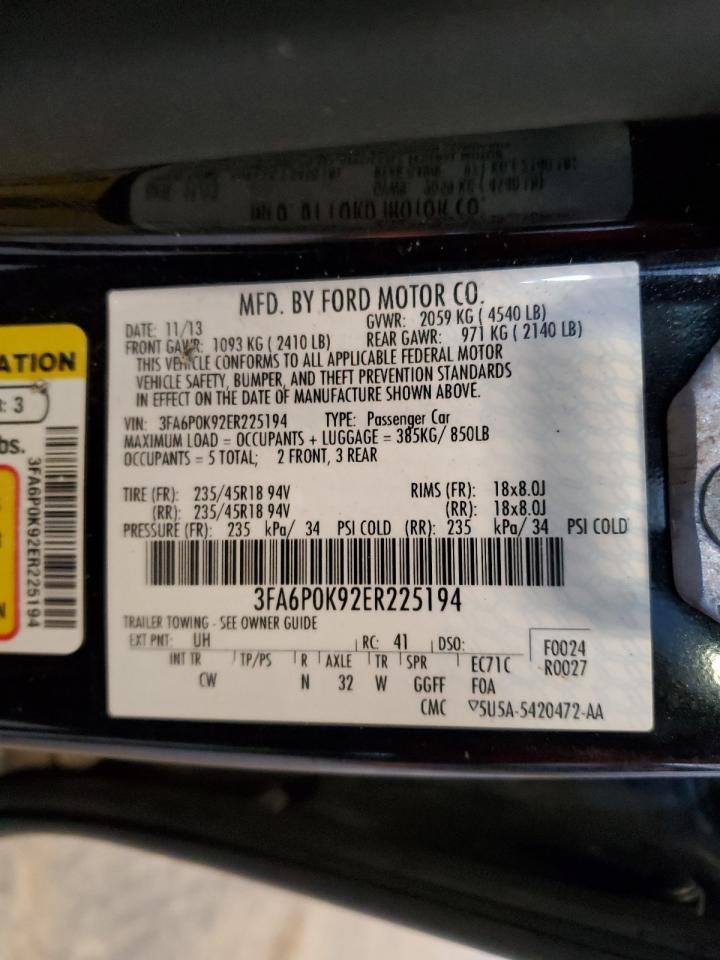 MFD. BY FORD MOTOR CO.
DATE: 11/13 GVWR: 2059 KG ( 4540 LB)
FRONT GAWR: 1093 KG ( 2410 LB) REAR GAWR: 971 KG ( 2140 LB)
THIS VEHICLE CONFORMS TO ALL APPLICABLE FEDERAL MOTOR
VEHICLE SAFETY, BUMPER, AND THEFT PREVENTION STANDARDS
IN EFFECT ON THE DATE OF MANUFACTURE SHOWN ABOVE.
VIN: 3FA6P0K92ER225194 TYPE: Passenger Car
MAXIMUM LOAD = OCCUPANTS + LUGGAGE = 385KG/ 850LB
OCCUPANTS = 5 TOTAL; 2 FRONT, 3 REAR
TIRE (FR): 235/45R18 94V RIMS (FR): 18x8.0J
(RR): 235/45R18 94V (RR): 18x8.0J
PRESSURE (FR): 235 kPa/ 34 PSI COLD (RR): 235 kPa/ 34 PSI COLD
3FA6P0K92ER225194
TRAILER TOWING - SEE OWNER GUIDE
EXT PNT: UH RC: 41 DSO: F0024
INT TR TP/PS R AXLE TR SPR EC71C R0027
CW N 32 W GGFF F0A
CMC ▽5U5A-5420472-AA
ATION
: 3
bs.
3FA6P0K92ER225194
N